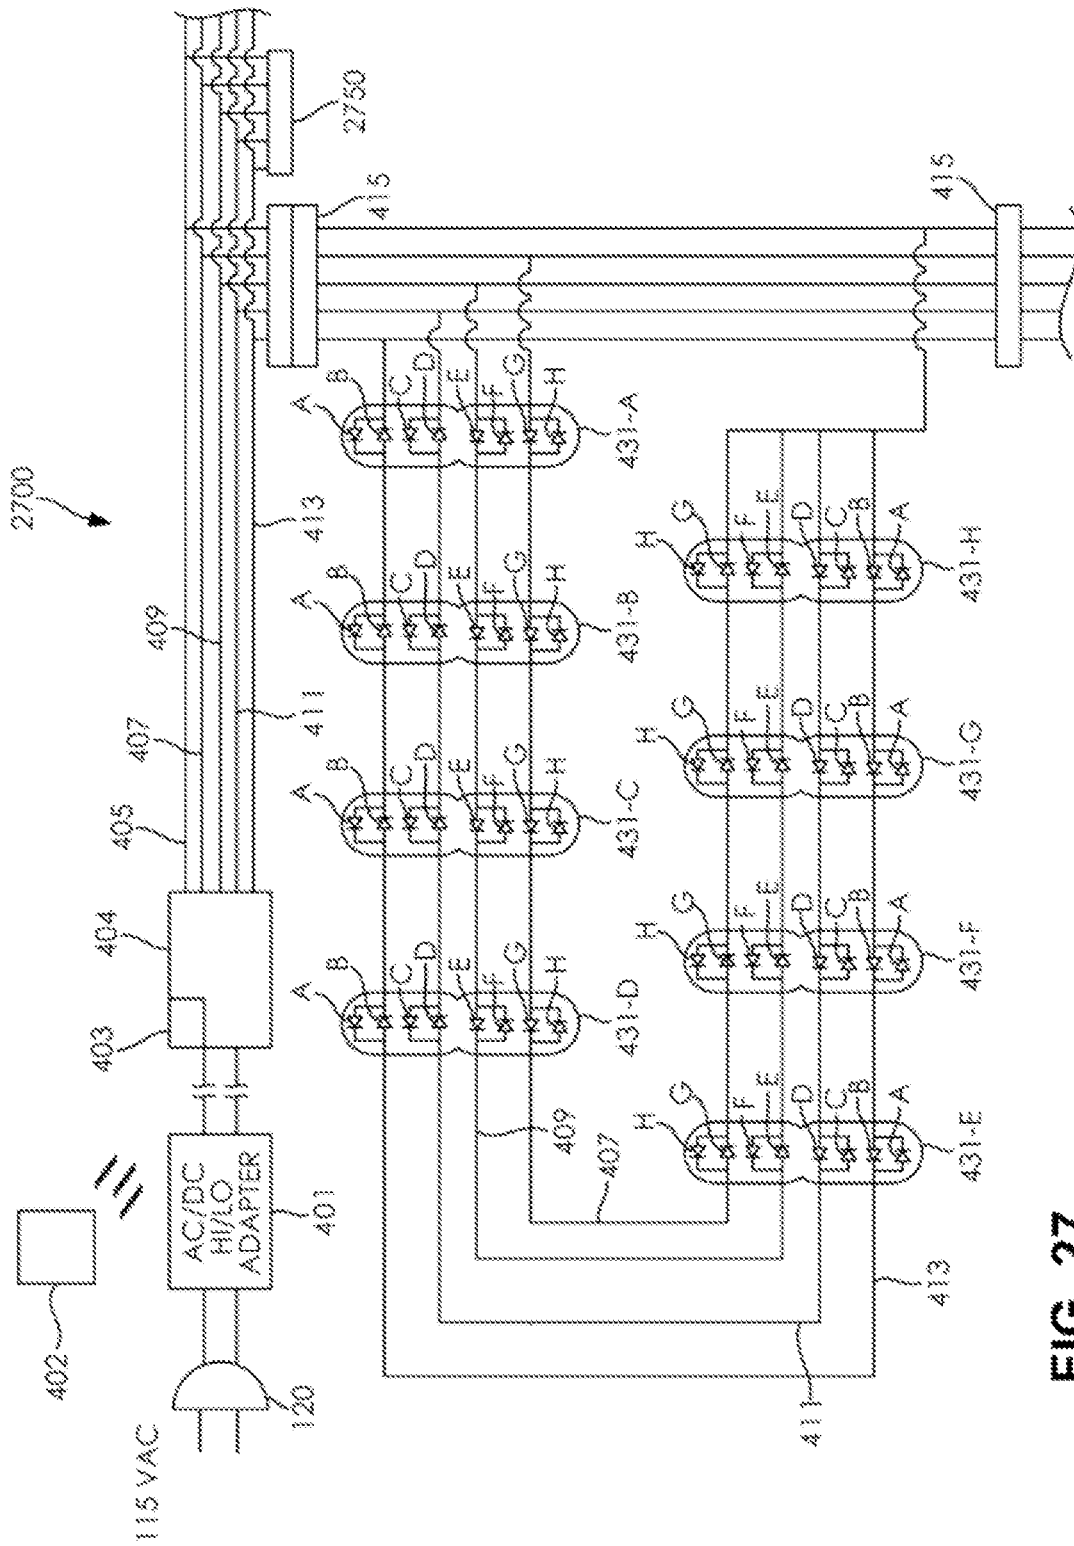 2700
402
115 VAC
120
AC/DC
HI/LO
ADAPTER
401
403
404
405
407
409
411
413
2750
415
415
A
B
C
D
E
F
G
H
431-D
A
B
C
D
E
F
G
H
431-C
A
B
C
D
E
F
G
H
431-B
A
B
C
D
E
F
G
H
431-A
409
407
411
413
H
G
F
E
D
C
B
A
431-E
H
G
F
E
D
C
B
A
431-F
H
G
F
E
D
C
B
A
431-G
H
G
F
E
D
C
B
A
431-H
FIG. 27